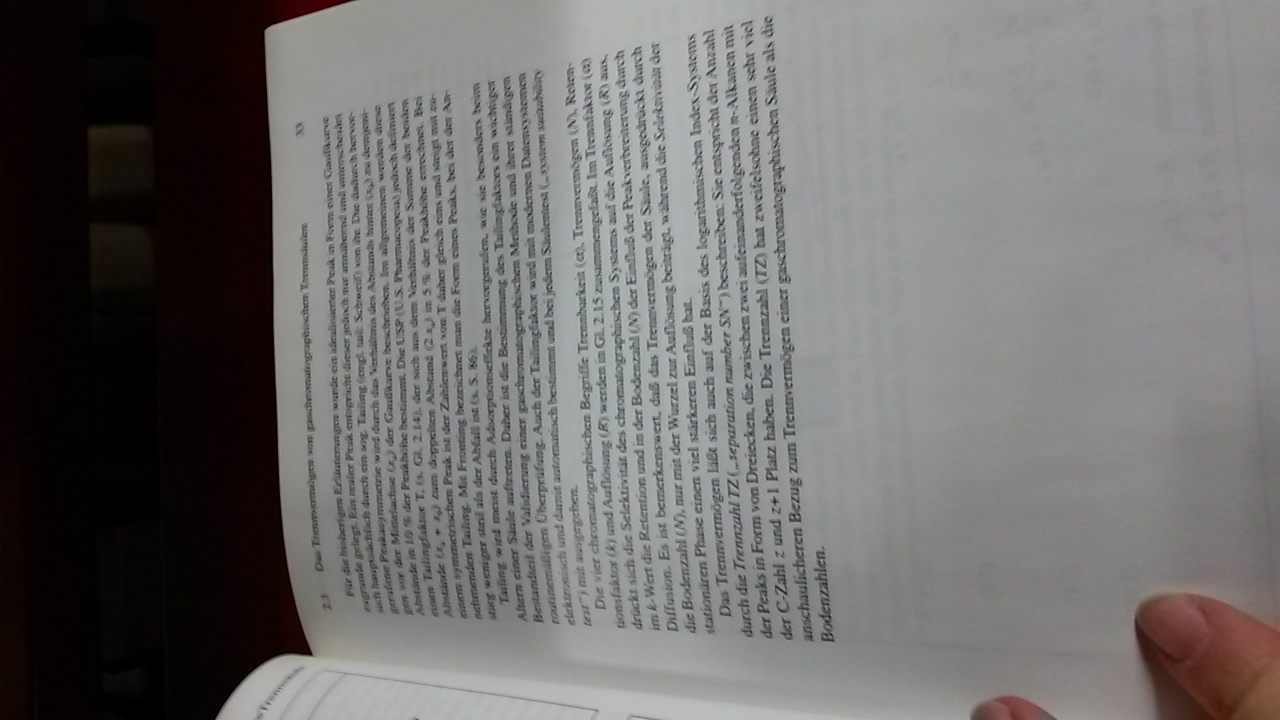 2.3 Das Trennvermögen von gaschromatographischen Trennsäulen 33
Für die bisherigen Erläuterungen wurde ein idealisierter Peak in Form einer Gaußkurve
zugrunde gelegt. Ein realer Peak entspricht dieser jedoch nur annähernd und unterscheidet
sich hauptsächlich durch ein sog. Tailing (engl. tail: Schweif) von ihr. Die dadurch hervor-
gerufene Peakasymmetrie wird durch das Verhältnis des Abstands hinter zu demjeni-
gen vor der Mittelachse der Gaußkurve beschrieben. Im allgemeinen werden diese
Abstände in 10 % der Peakhöhe bestimmt. Die USP (U.S. Pharmacopoeia) jedoch definiert
einen Tailingfaktor T, (s. Gl. 2.14), der sich aus dem Verhältnis der Summe der beiden
Abstände zum doppelten Abstand in 5 % der Peakhöhe errechnet. Bei
einem symmetrischen Peak ist der Zahlenwert von T daher gleich eins und steigt mit zu-
nehmenden Tailing. Mit Fronting bezeichnet man die Form eines Peaks, bei der der An-
stieg weniger steil als der Abfall ist (s. S. 86).
Tailing wird meist durch Adsorptionseffekte hervorgerufen, wie sie besonders beim
Altern einer Säule auftreten. Daher ist die Bestimmung des Tailingfaktors ein wichtiger
Bestandteil der Validierung einer gaschromatographischen Methode und ihrer ständigen
routinemäßigen Überprüfung. Auch der Tailingfaktor wird mit modernen Datensystemen
elektronisch und damit automatisch bestimmt und bei jedem Säulentest („system suitability
test“) mit ausgegeben.
Die vier chromatographischen Begriffe Trennbarkeit (α), Trennvermögen (N), Reten-
tionsfaktor (k) und Auflösung (R) werden in Gl. 2.15 zusammengefaßt. Im Trennfaktor (α)
drückt sich die Selektivität des chromatographischen Systems auf die Auflösung (R) aus,
im k-Wert die Retention und in der Bodenzahl (N) der Einfluß der Peakverbreiterung durch
Diffusion. Es ist bemerkenswert, daß das Trennvermögen der Säule, ausgedrückt durch
die Bodenzahl (N), nur mit der Wurzel zur Auflösung beiträgt, während die Selektivität der
stationären Phase einen viel stärkeren Einfluß hat.
Das Trennvermögen läßt sich auch auf der Basis des logarithmischen Index-Systems
durch die Trennzahl TZ („separation number SN“) beschreiben: Sie entspricht der Anzahl
der Peaks in Form von Dreiecken, die zwischen zwei aufeinanderfolgenden n-Alkanen mit
der C-Zahl z und z+1 Platz haben. Die Trennzahl (TZ) hat zweifelsohne einen sehr viel
anschaulicheren Bezug zum Trennvermögen einer gaschromatographischen Säule als die
Bodenzahlen.